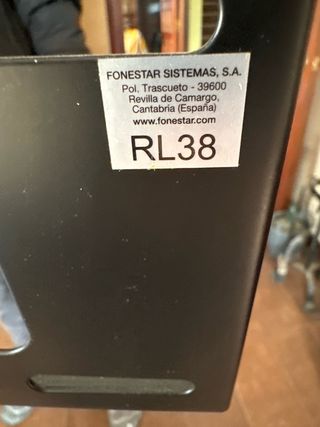 FONESTAR SISTEMAS, S.A.
Pol. Trascueto - 39600
Revilla de Camargo,
Cantabria (España)
www.fonestar.com
RL38